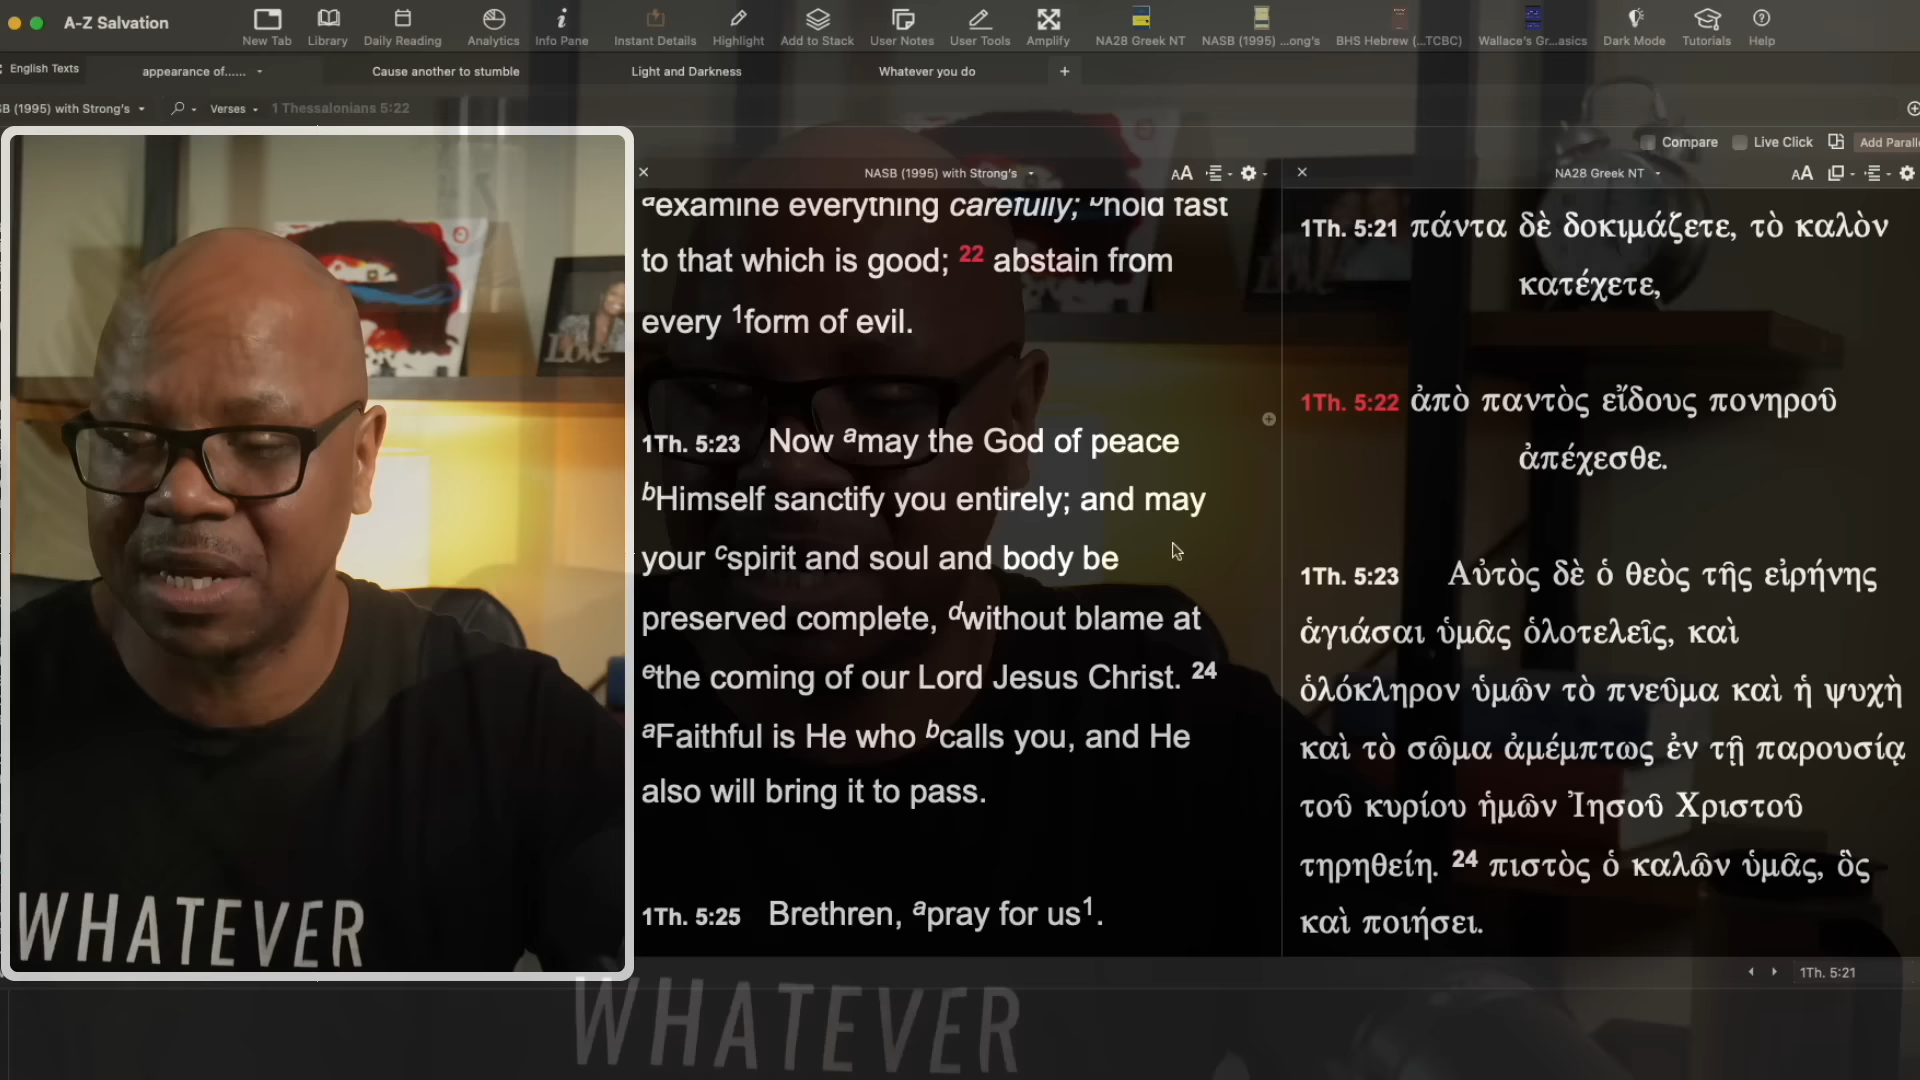 A-Z Salvation
New Tab Library Daily Reading Analytics Info Pane Instant Details Highlight Add to Stack User Notes User Tools Amplify NA28 Greek NT NASB (1995) ...ong's BHS Hebrew (...TCBC) Wallace's Gr...asics Dark Mode Tutorials Help
English Texts appearance of...... Cause another to stumble Light and Darkness Whatever you do +
SB (1995) with Strong's Verses 1 Thessalonians 5:22
Compare Live Click Add Paralle
NASB (1995) with Strong's AA
NA28 Greek NT AA
aexamine everything carefully; bhold fast
to that which is good; 22 abstain from
every 1form of evil.
1Th. 5:23 Now amay the God of peace
bHimself sanctify you entirely; and may
your cspirit and soul and body be
preserved complete, dwithout blame at
ethe coming of our Lord Jesus Christ. 24
aFaithful is He who bcalls you, and He
also will bring it to pass.
1Th. 5:25 Brethren, apray for us1.
1Th. 5:21 πάντα δὲ δοκιμάζετε, τὸ καλὸν
κατέχετε,
1Th. 5:22 ἀπὸ παντὸς εἴδους πονηροῦ
ἀπέχεσθε.
1Th. 5:23 Αὐτὸς δὲ ὁ θεὸς τῆς εἰρήνης
ἁγιάσαι ὑμᾶς ὁλοτελεῖς, καὶ
ὁλόκληρον ὑμῶν τὸ πνεῦμα καὶ ἡ ψυχὴ
καὶ τὸ σῶμα ἀμέμπτως ἐν τῇ παρουσίᾳ
τοῦ κυρίου ἡμῶν Ἰησοῦ Χριστοῦ
τηρηθείη. 24 πιστὸς ὁ καλῶν ὑμᾶς, ὃς
καὶ ποιήσει.
1Th. 5:21
Love
WHATEVER
WHATEVER